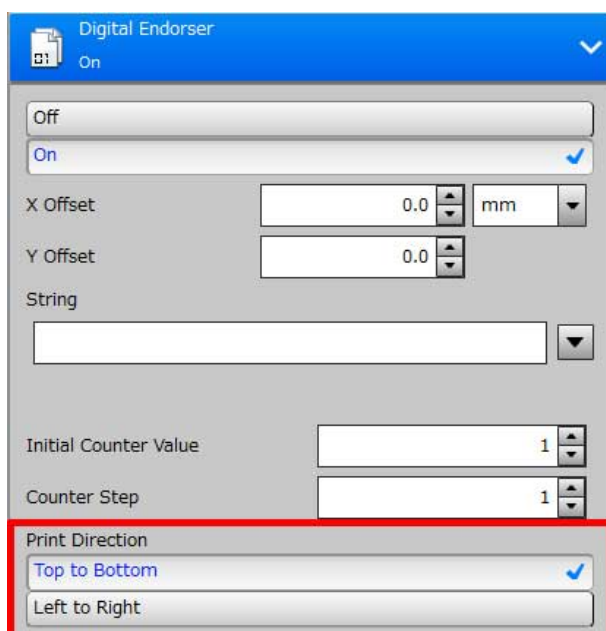 Digital Endorser
01 On
Off
On
X Offset 0.0 mm
Y Offset 0.0
String
Initial Counter Value 1
Counter Step 1
Print Direction
Top to Bottom
Left to Right